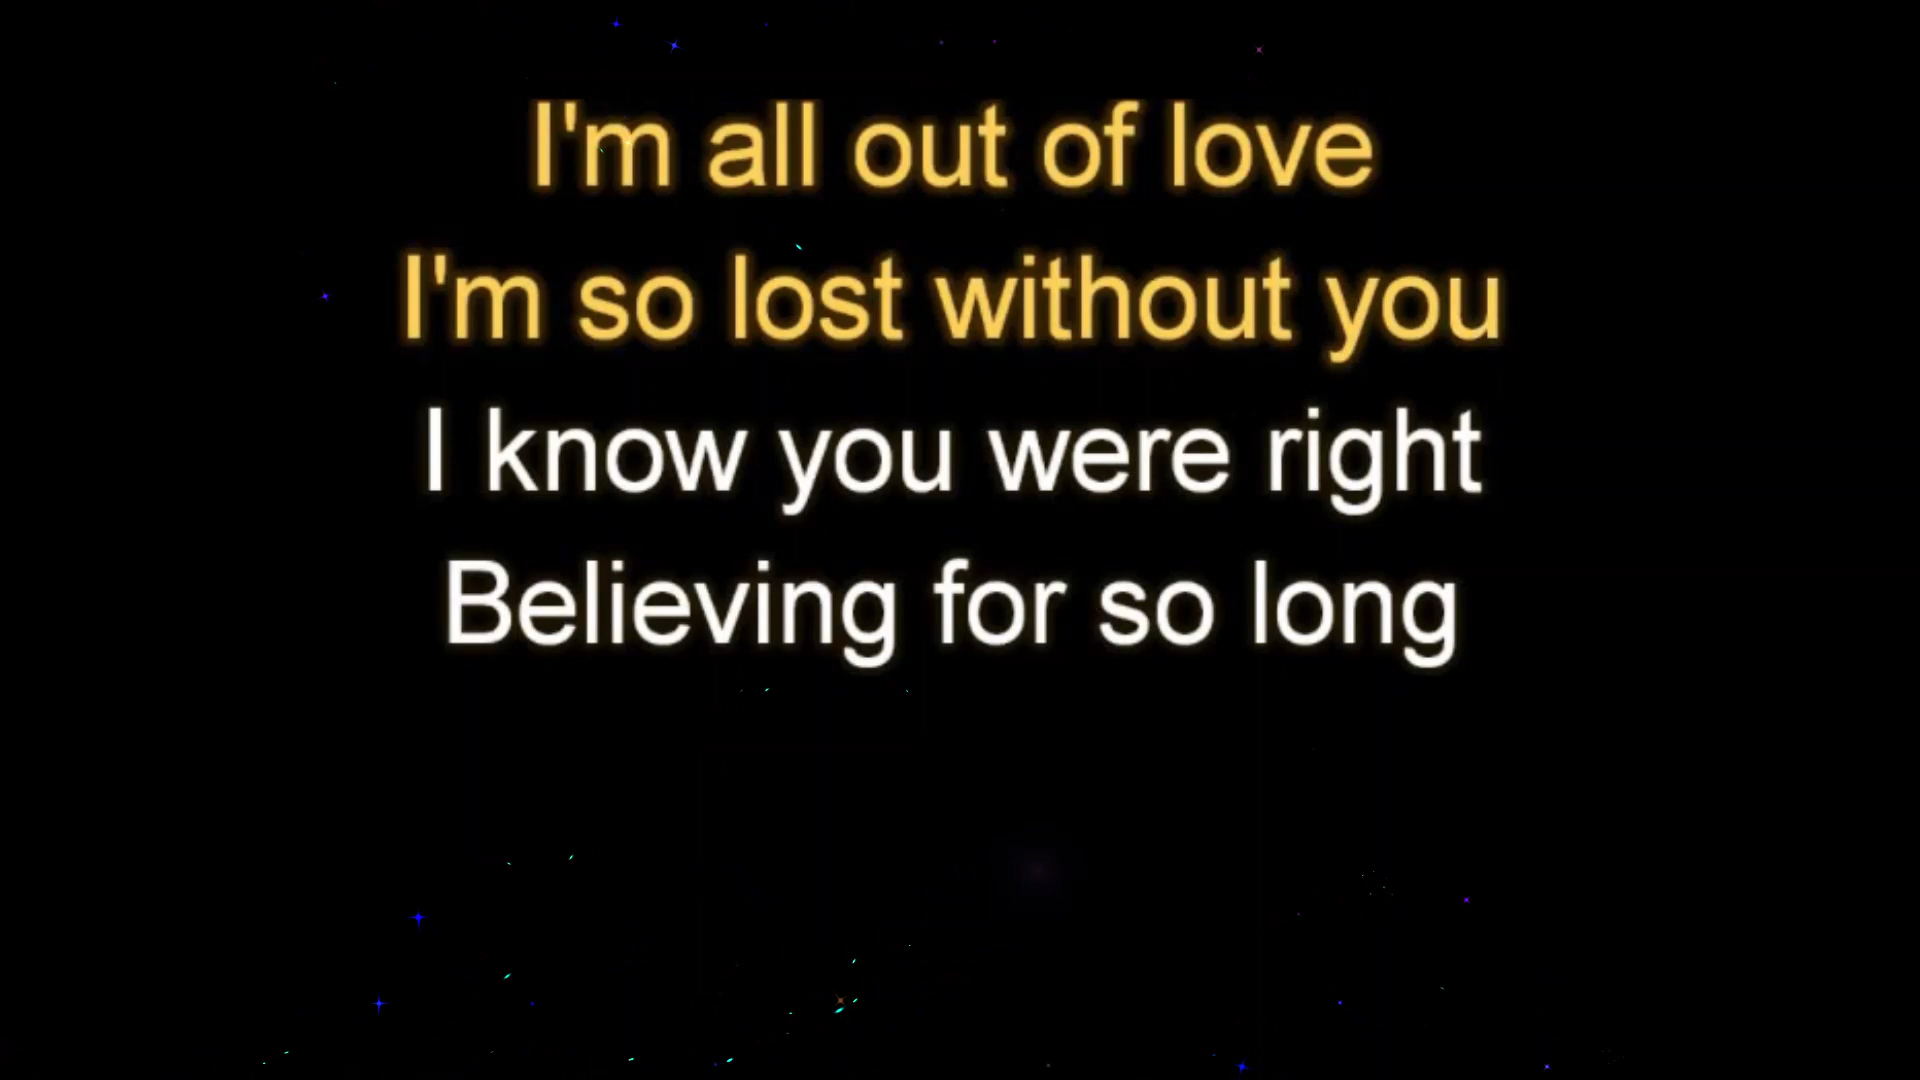 I'm all out of love
I'm so lost without you
I know you were right
Believing for so long